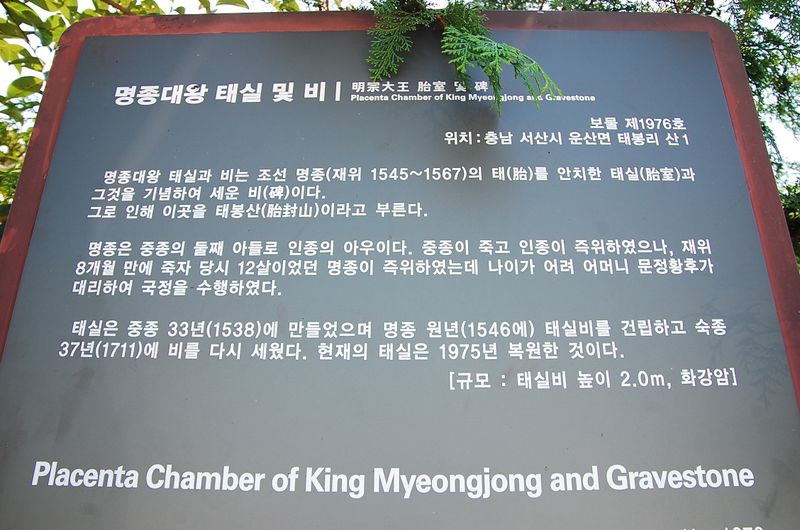 명종대왕 태실 및 비 | 明宗大王 胎室 및 碑
Placenta Chamber of King Myeongjong and Gravestone
보물 제1976호
위치 : 충남 서산시 운산면 태봉리 산1
명종대왕 태실과 비는 조선 명종(재위 1545~1567)의 태(胎)를 안치한 태실(胎室)과
그것을 기념하여 세운 비(碑)이다.
그로 인해 이곳을 태봉산(胎封山)이라고 부른다.
명종은 중종의 둘째 아들로 인종의 아우이다. 중종이 죽고 인종이 즉위하였으나, 재위
8개월 만에 죽자 당시 12살이었던 명종이 즉위하였는데 나이가 어려 어머니 문정황후가
대리하여 국정을 수행하였다.
태실은 중종 33년(1538)에 만들었으며 명종 원년(1546에) 태실비를 건립하고 숙종
37년(1711)에 비를 다시 세웠다. 현재의 태실은 1975년 복원한 것이다.
[규모 : 태실비 높이 2.0m, 화강암]
Placenta Chamber of King Myeongjong and Gravestone